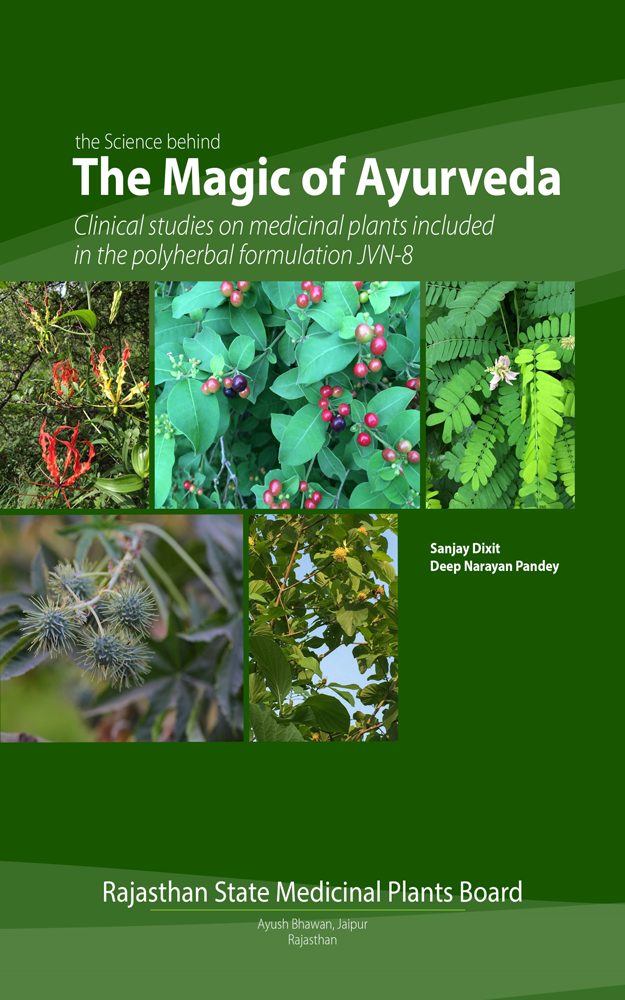 the Science behind
The Magic of Ayurveda
Clinical studies on medicinal plants included
in the polyherbal formulation JVN-8
Sanjay Dixit
Deep Narayan Pandey
Rajasthan State Medicinal Plants Board
Ayush Bhawan, Jaipur
Rajasthan